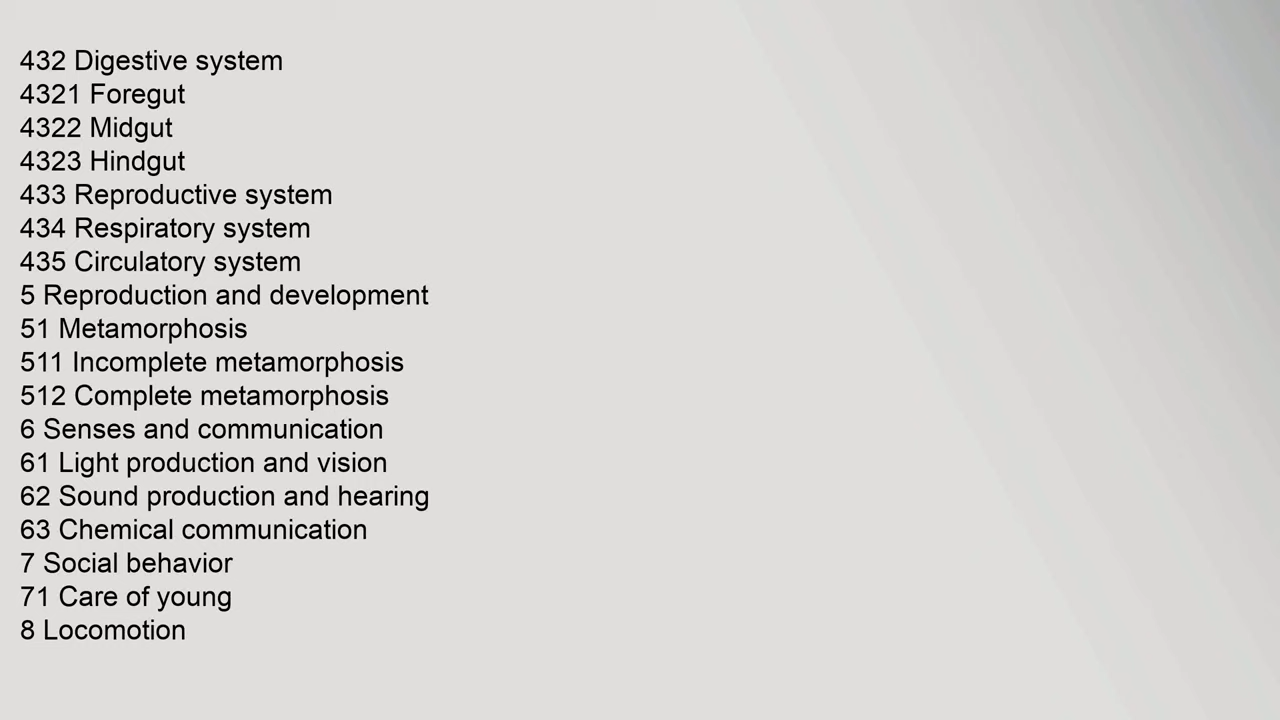 432 Digestive system
4321 Foregut
4322 Midgut
4323 Hindgut
433 Reproductive system
434 Respiratory system
435 Circulatory system
5 Reproduction and development
51 Metamorphosis
511 Incomplete metamorphosis
512 Complete metamorphosis
6 Senses and communication
61 Light production and vision
62 Sound production and hearing
63 Chemical communication
7 Social behavior
71 Care of young
8 Locomotion